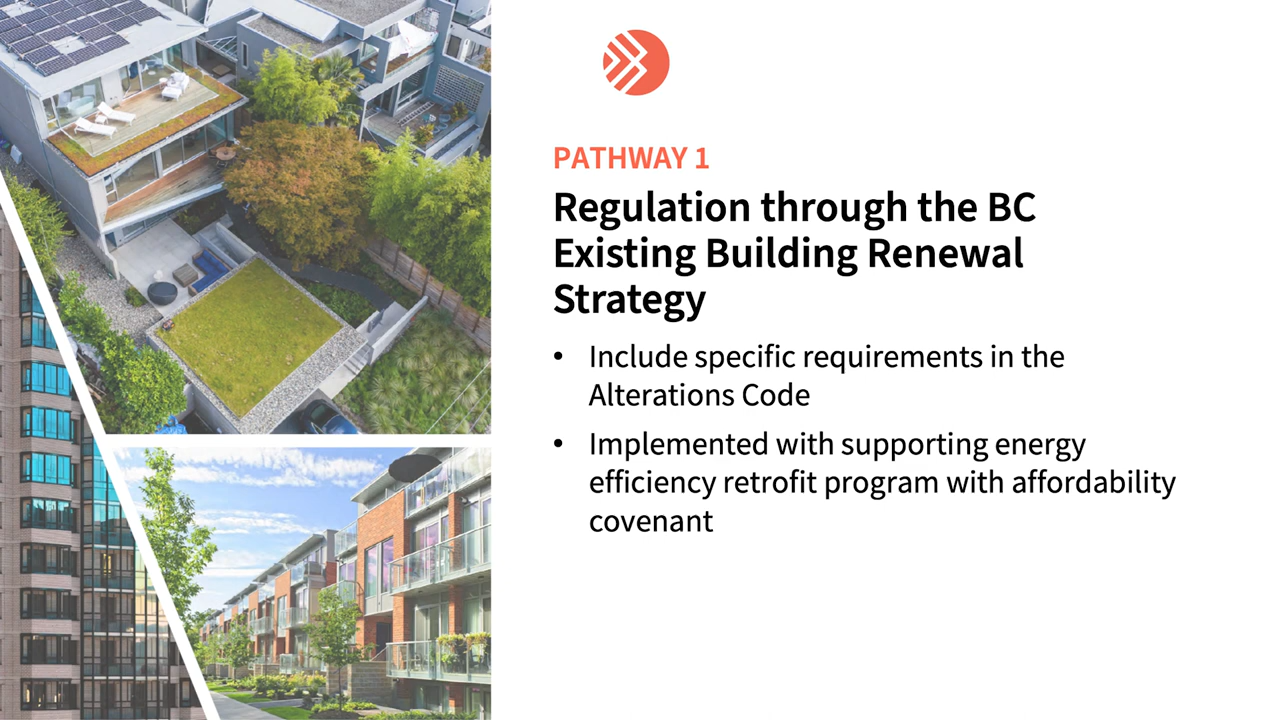 PATHWAY 1
Regulation through the BC
Existing Building Renewal
Strategy
• Include specific requirements in the
Alterations Code
• Implemented with supporting energy
efficiency retrofit program with affordability
covenant